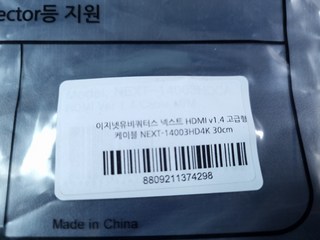 ector등 지원
이지넷유비쿼터스 넥스트 HDMI v1.4 고급형
케이블 NEXT-14003HD4K 30cm
8809211374298
Made in China